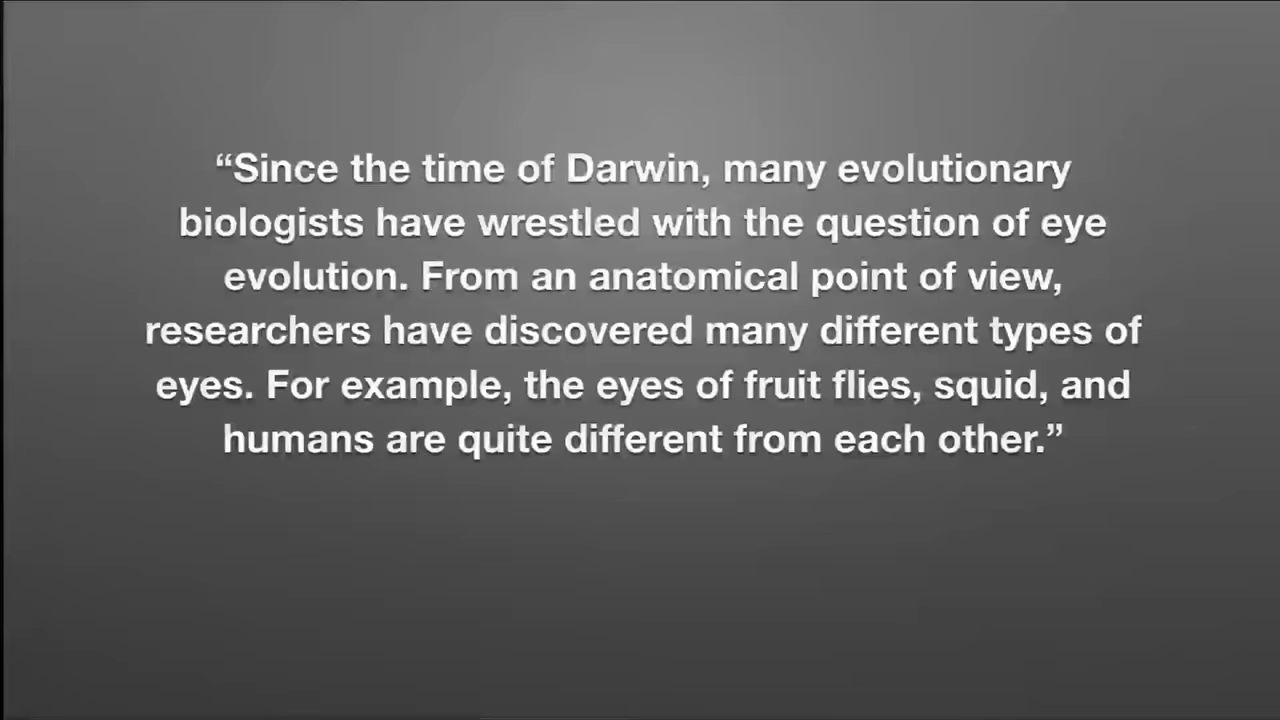 “Since the time of Darwin, many evolutionary
biologists have wrestled with the question of eye
evolution. From an anatomical point of view,
researchers have discovered many different types of
eyes. For example, the eyes of fruit flies, squid, and
humans are quite different from each other.”